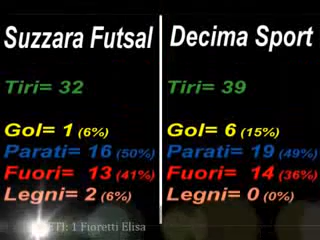 Suzzara Futsal
Tiri= 32
Gol= 1 (6%)
Parati= 16 (50%)
Fuori= 13 (41%)
Legni= 2 (6%)
Decima Sport
Tiri= 39
Gol= 6 (15%)
Parati= 19 (49%)
Fuori= 14 (36%)
Legni= 0 (0%)
1 Fioretti Elisa